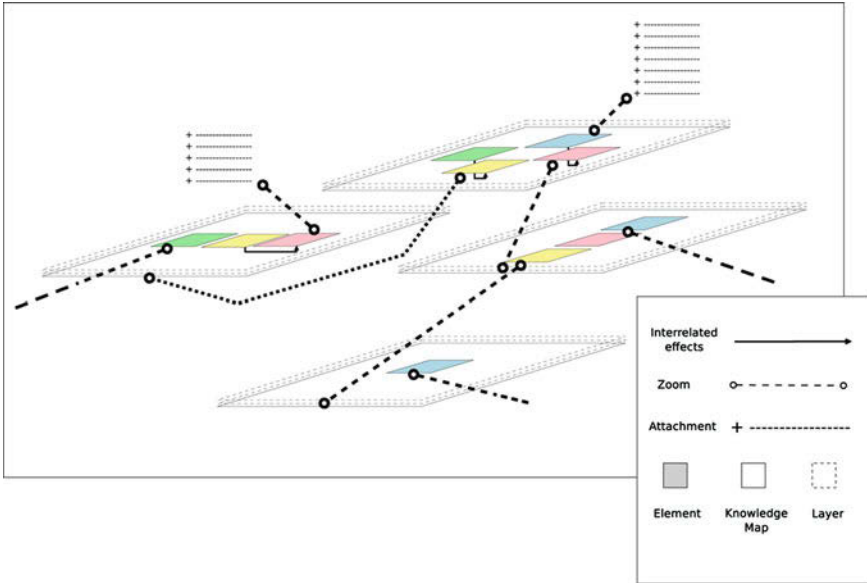 Interrelated
effects
Zoom
Attachment
Element
Knowledge
Map
Layer